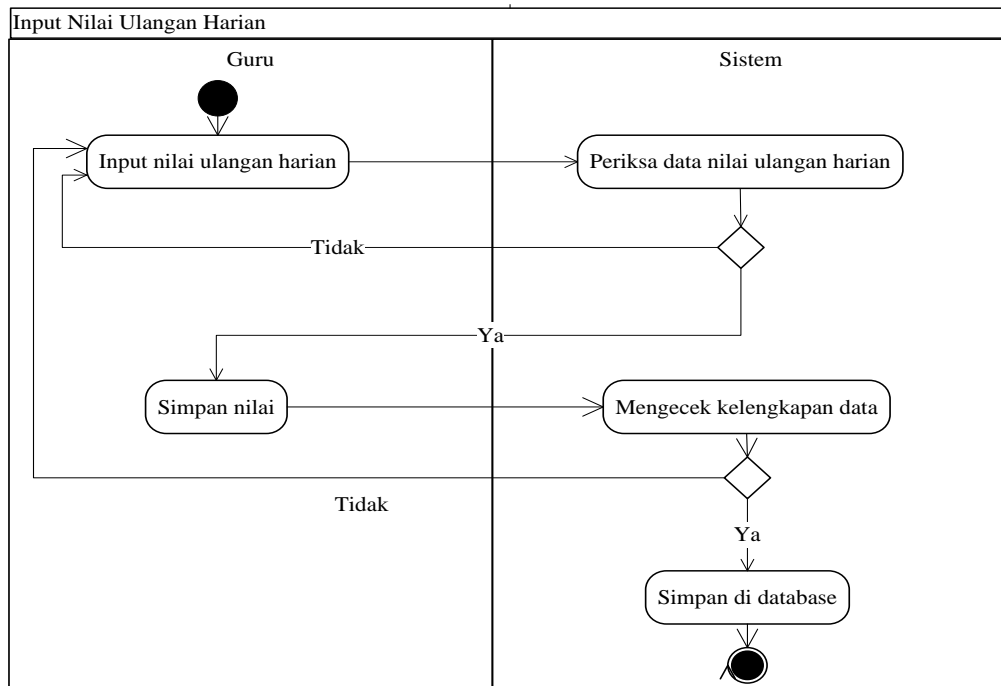 Input Nilai Ulangan Harian
Guru
Sistem
Input nilai ulangan harian
Periksa data nilai ulangan harian
Tidak
Ya
Simpan nilai
Mengecek kelengkapan data
Tidak
Ya
Simpan di database